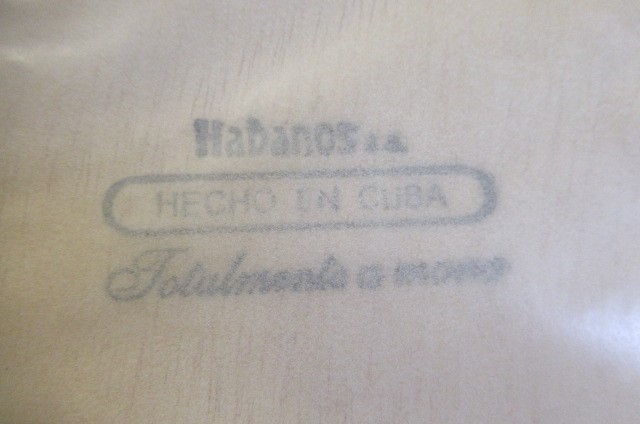 Habanos s.a.
HECHO EN CUBA
Totalmente a mano